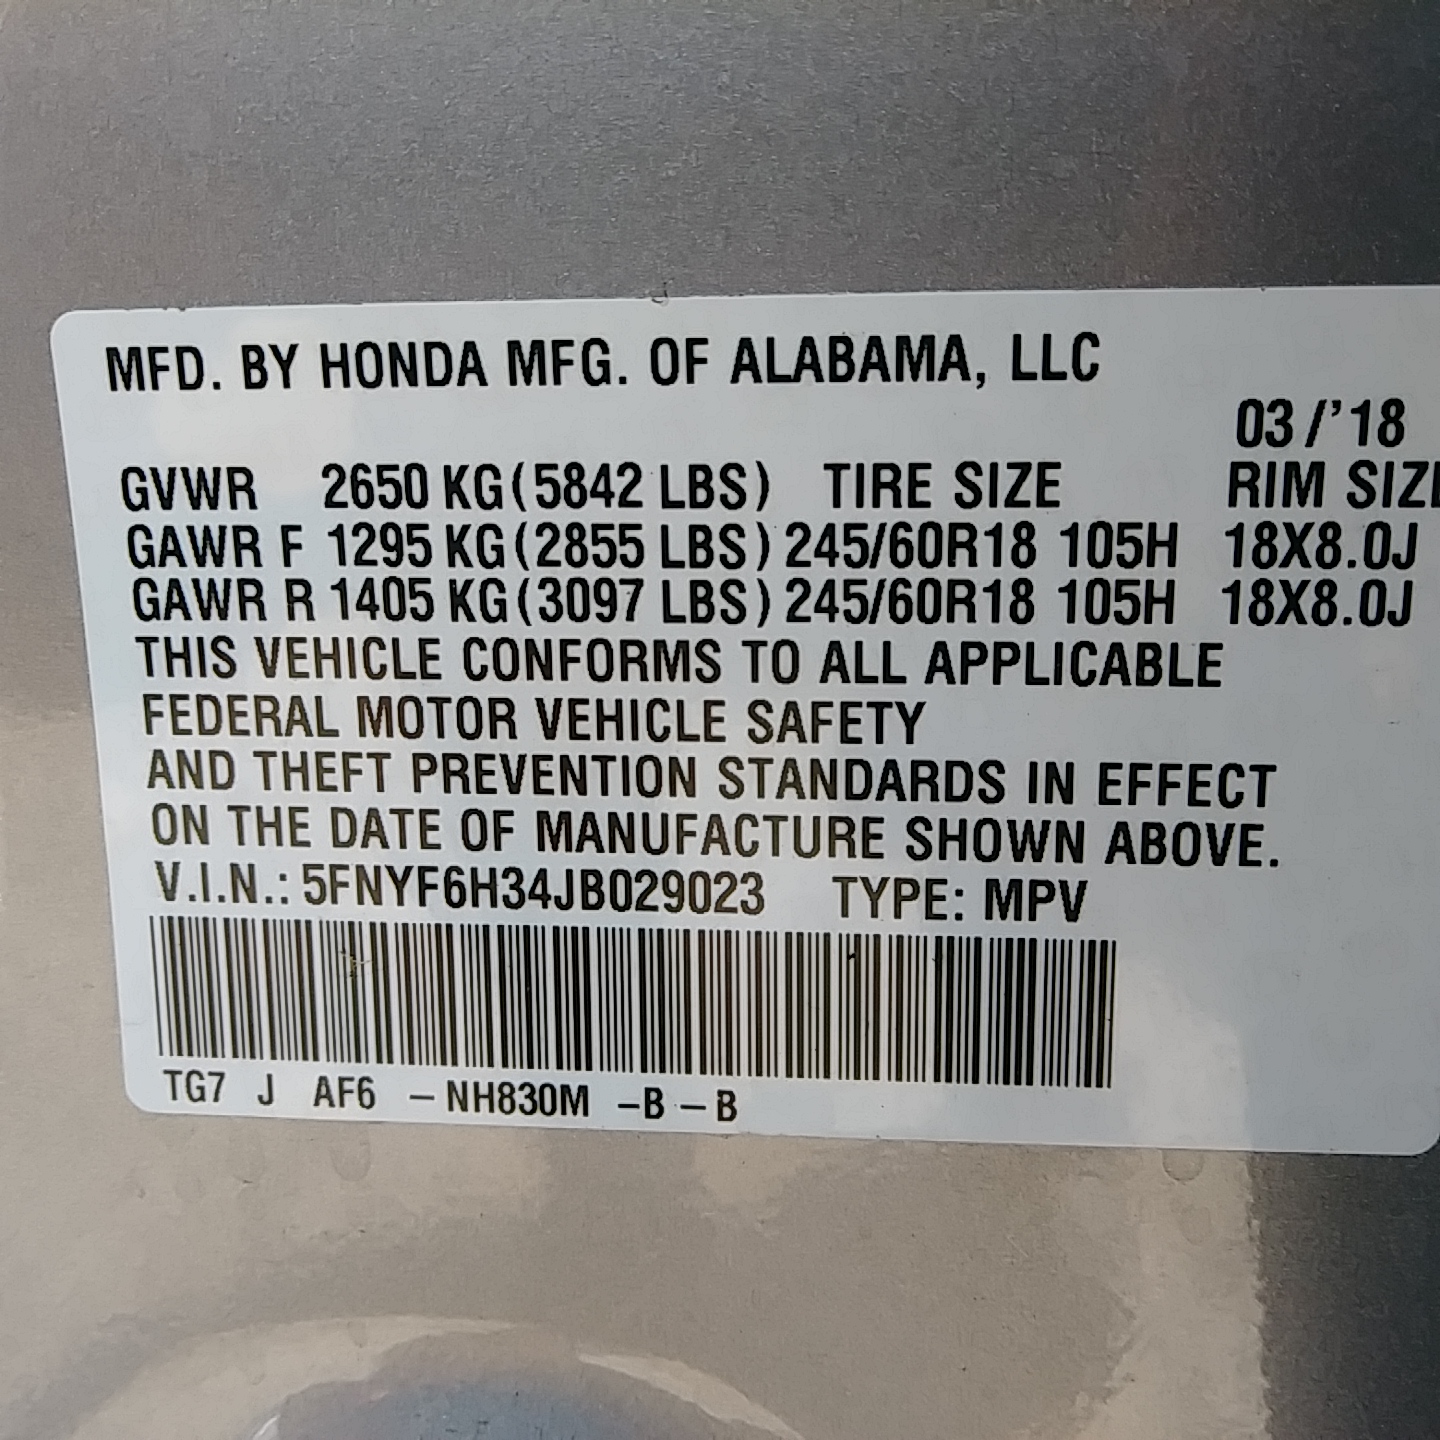 MFD. BY HONDA MFG. OF ALABAMA, LLC
03/'18
GVWR 2650 KG(5842 LBS) TIRE SIZE RIM SIZE
GAWR F 1295 KG(2855 LBS) 245/60R18 105H 18X8.0J
GAWR R 1405 KG(3097 LBS) 245/60R18 105H 18X8.0J
THIS VEHICLE CONFORMS TO ALL APPLICABLE
FEDERAL MOTOR VEHICLE SAFETY
AND THEFT PREVENTION STANDARDS IN EFFECT
ON THE DATE OF MANUFACTURE SHOWN ABOVE.
V.I.N.: 5FNYF6H34JB029023 TYPE: MPV
TG7 J AF6 –NH830M –B–B